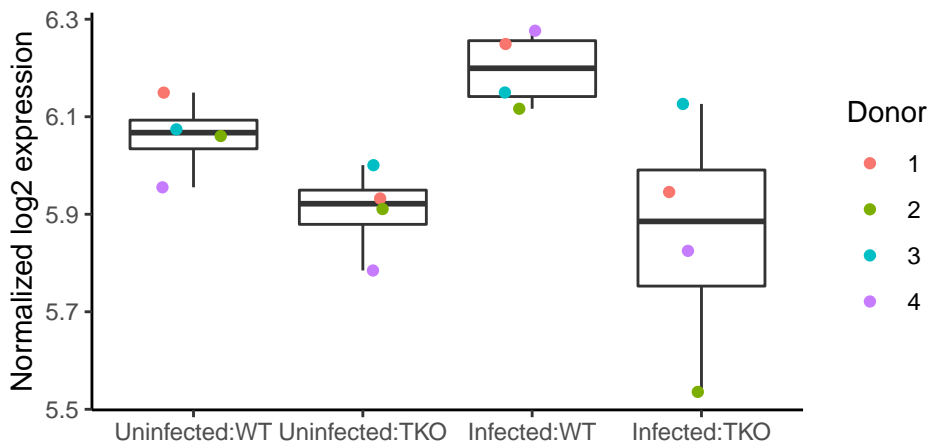 Normalized log2 expression
6.3
6.1
5.9
5.7
5.5
Uninfected:WT
Uninfected:TKO
Infected:WT
Infected:TKO
Donor
1
2
3
4